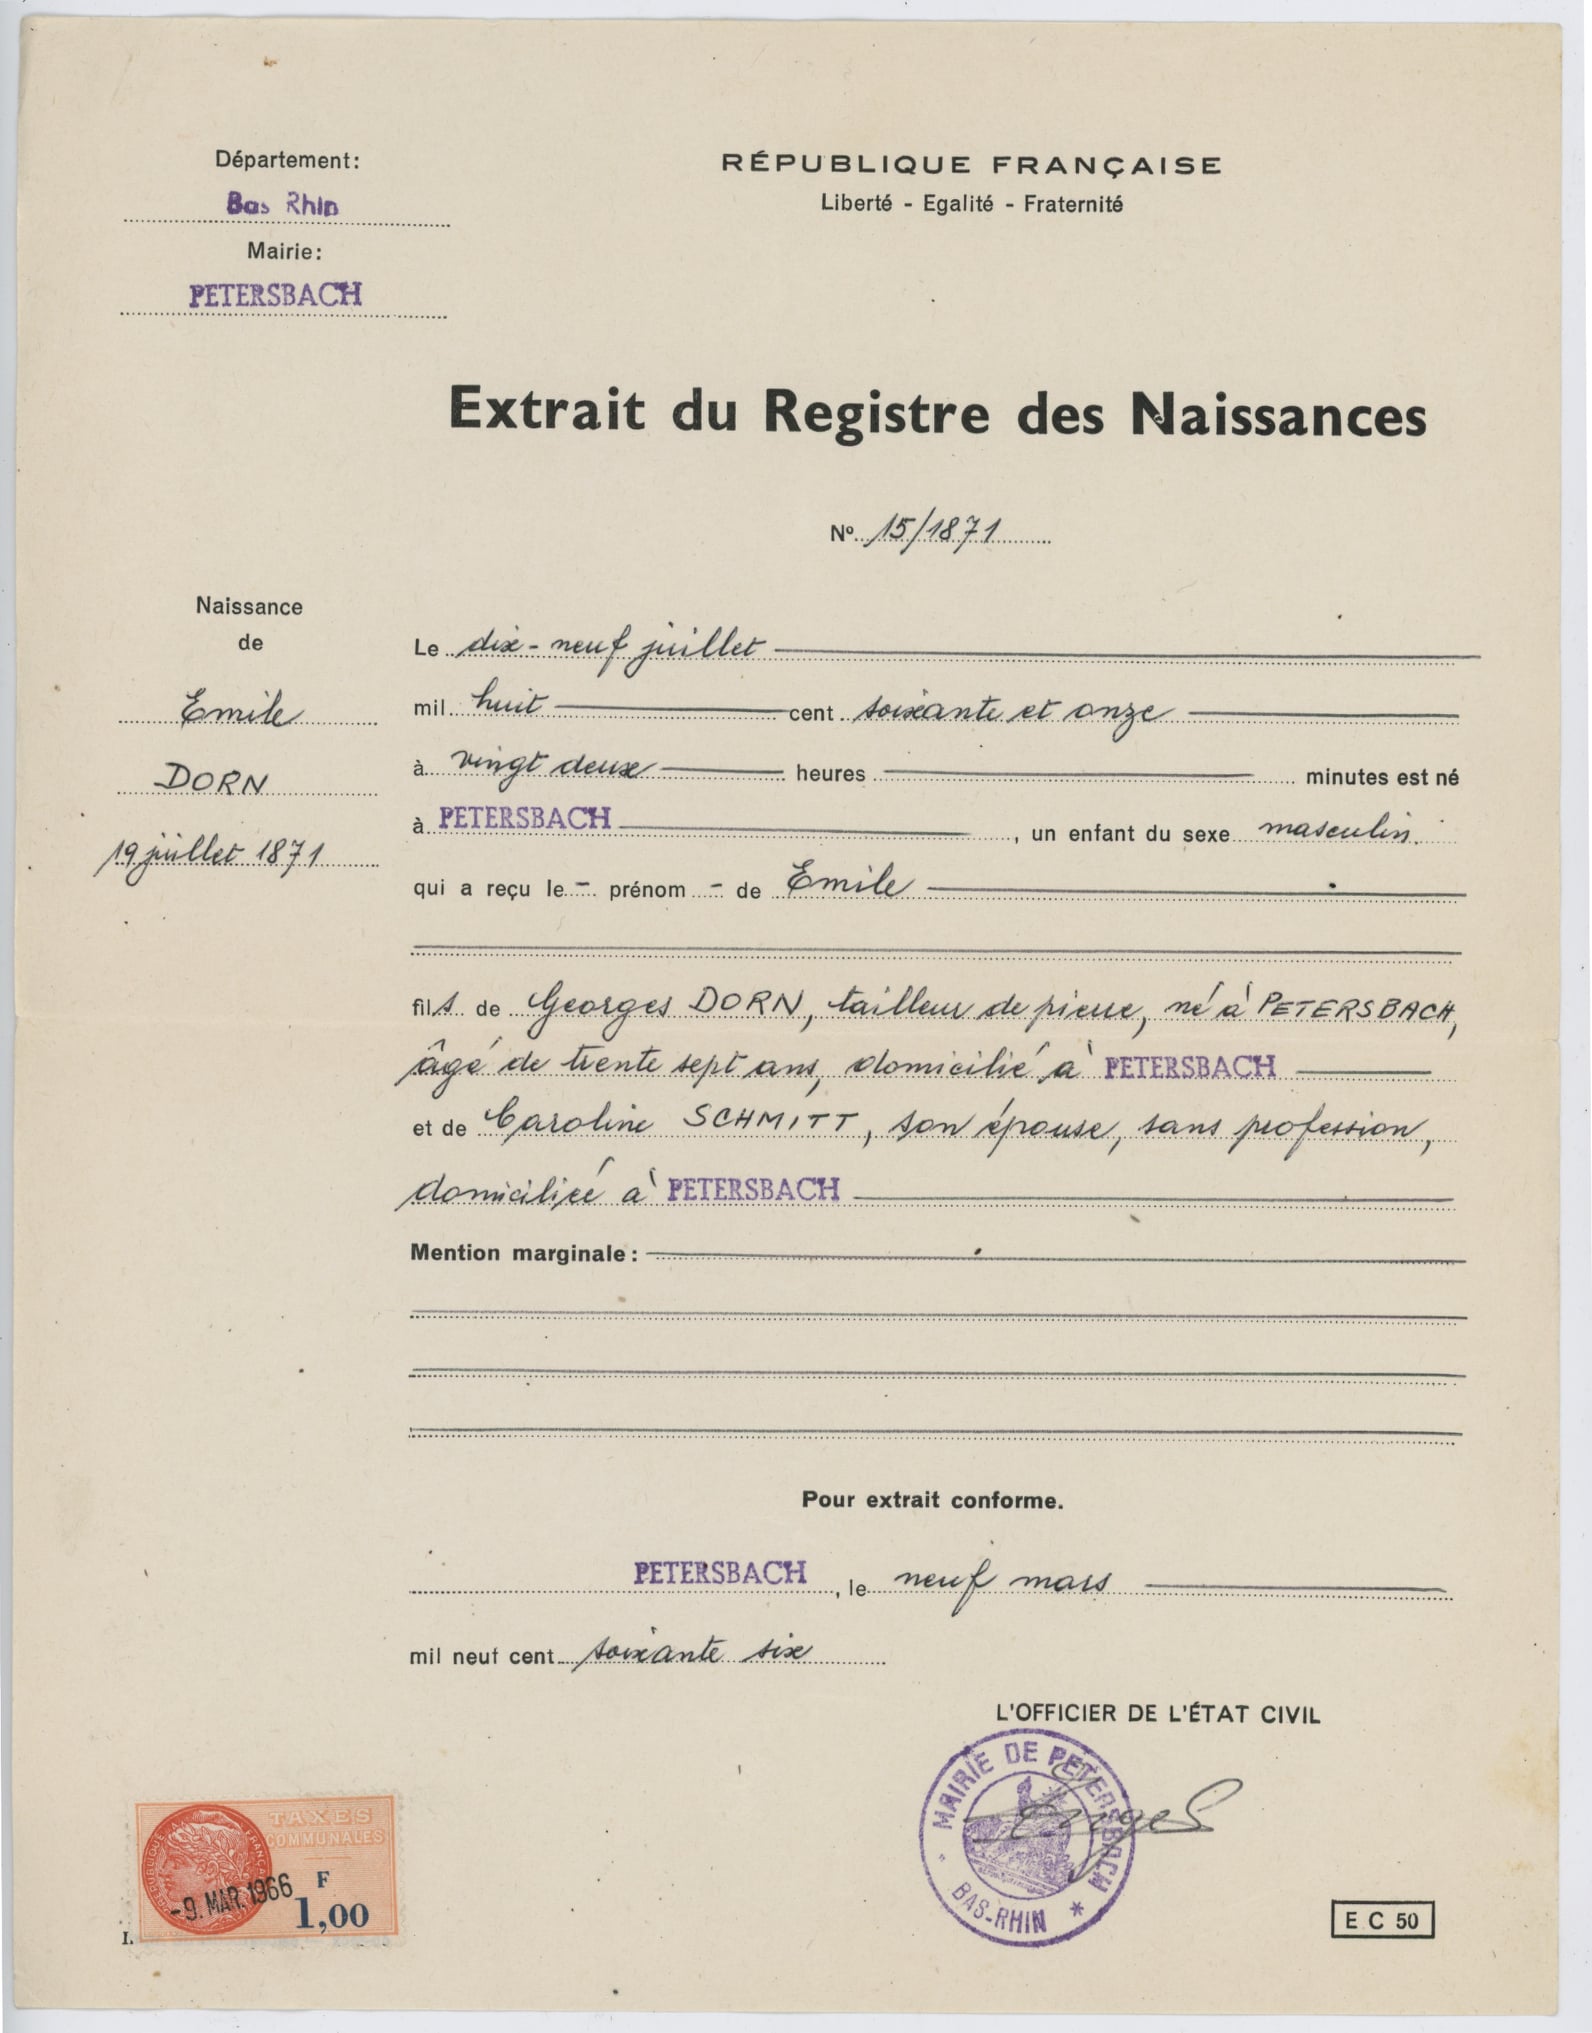 Département:
Bas Rhin
Mairie:
PETERSBACH
RÉPUBLIQUE FRANÇAISE
Liberté - Egalité - Fraternité
Extrait du Registre des Naissances
Nº 15/1871
Naissance
de
Emile
DORN
19 juillet 1871
Le dix-neuf juillet
mil huit cent soixante et onze
à vingt deux heures minutes est né
à PETERSBACH, un enfant du sexe masculin.
qui a reçu le - prénom - de Emile
fils de Georges DORN, tailleur de pierre, né à PETERSBACH,
âgé de trente sept ans, domicilié à PETERSBACH
et de Caroline SCHMITT, son épouse, sans profession,
domiciliée à PETERSBACH
Mention marginale:
Pour extrait conforme.
PETERSBACH, le neuf mars
mil neuf cent soixante six
L'OFFICIER DE L'ÉTAT CIVIL
MAIRIE DE PETERSBACH
BAS-RHIN *
TAXES
COMMUNALES
RÉPUBLIQUE FRANÇAISE
-9. MAR. 1966
F
1,00
I.
E C 50